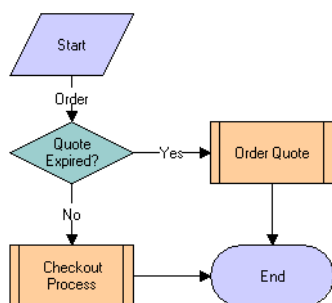 Start
Order
Quote
Expired?
Yes
Order Quote
No
Checkout
Process
End